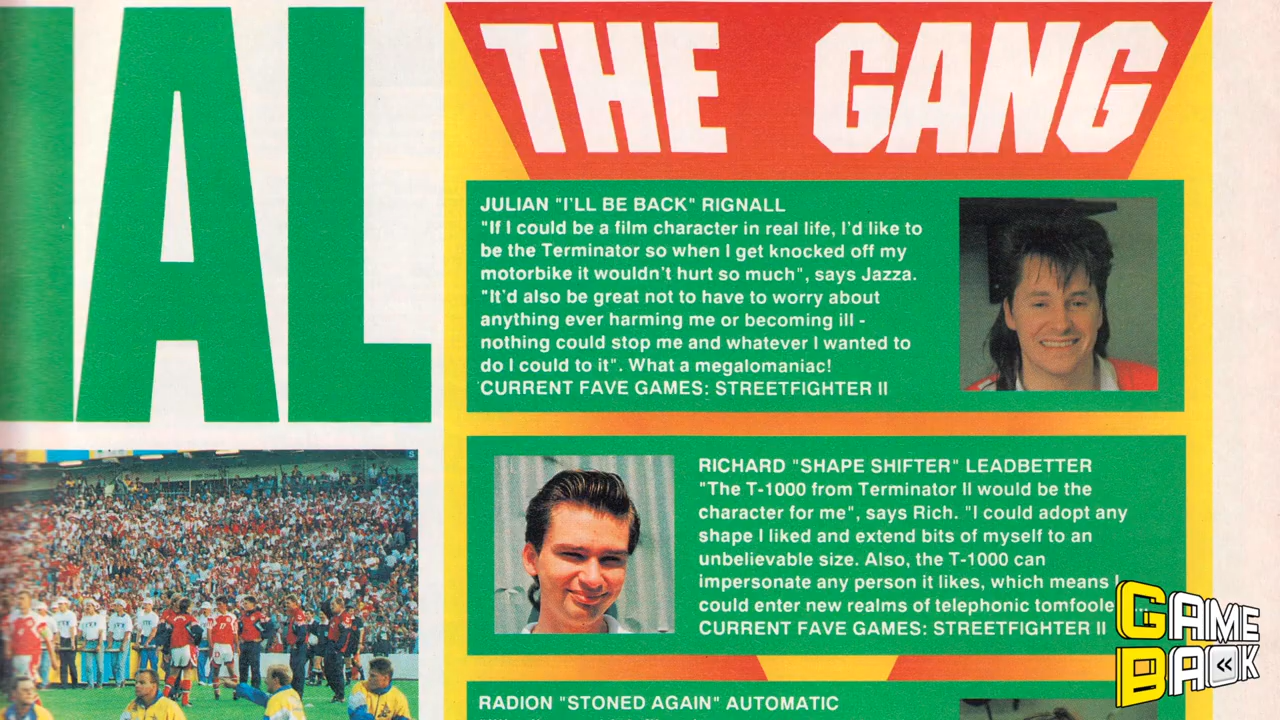 IAL
THE GANG
JULIAN "I'LL BE BACK" RIGNALL
"If I could be a film character in real life, I'd like to
be the Terminator so when I get knocked off my
motorbike it wouldn't hurt so much", says Jazza.
"It'd also be great not to have to worry about
anything ever harming me or becoming ill -
nothing could stop me and whatever I wanted to
do I could to it". What a megalomaniac!
CURRENT FAVE GAMES: STREETFIGHTER II
RICHARD "SHAPE SHIFTER" LEADBETTER
"The T-1000 from Terminator II would be the
character for me", says Rich. "I could adopt any
shape I liked and extend bits of myself to an
unbelievable size. Also, the T-1000 can
impersonate any person it likes, which means I
could enter new realms of telephonic tomfoole
CURRENT FAVE GAMES: STREETFIGHTER II
RADION "STONED AGAIN" AUTOMATIC
GAME
BACK